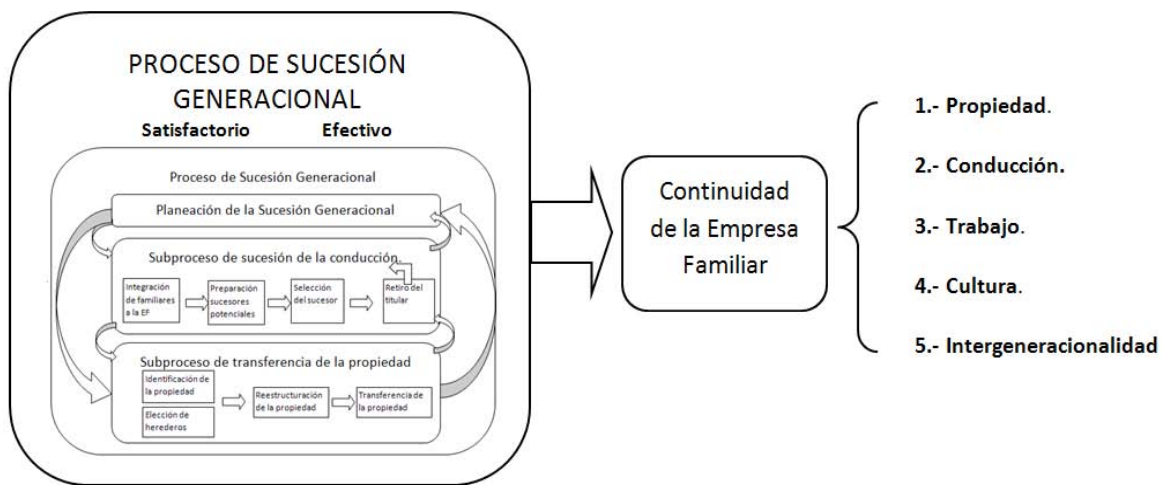 PROCESO DE SUCESIÓN
GENERACIONAL
Satisfactorio Efectivo
Proceso de Sucesión Generacional
Planeación de la Sucesión Generacional
Subproceso de sucesión de la conducción.
Integración
de familiares
a la EF
Preparación
sucesores
potenciales
Selección
del sucesor
Retiro del
titular
Subproceso de transferencia de la propiedad
Identificación de
la propiedad
Elección de
herederos
Reestructuración
de la propiedad
Transferencia de
la propiedad
Continuidad
de la Empresa
Familiar
1.- Propiedad.
2.- Conducción.
3.- Trabajo.
4.- Cultura.
5.- Intergeneracionalidad